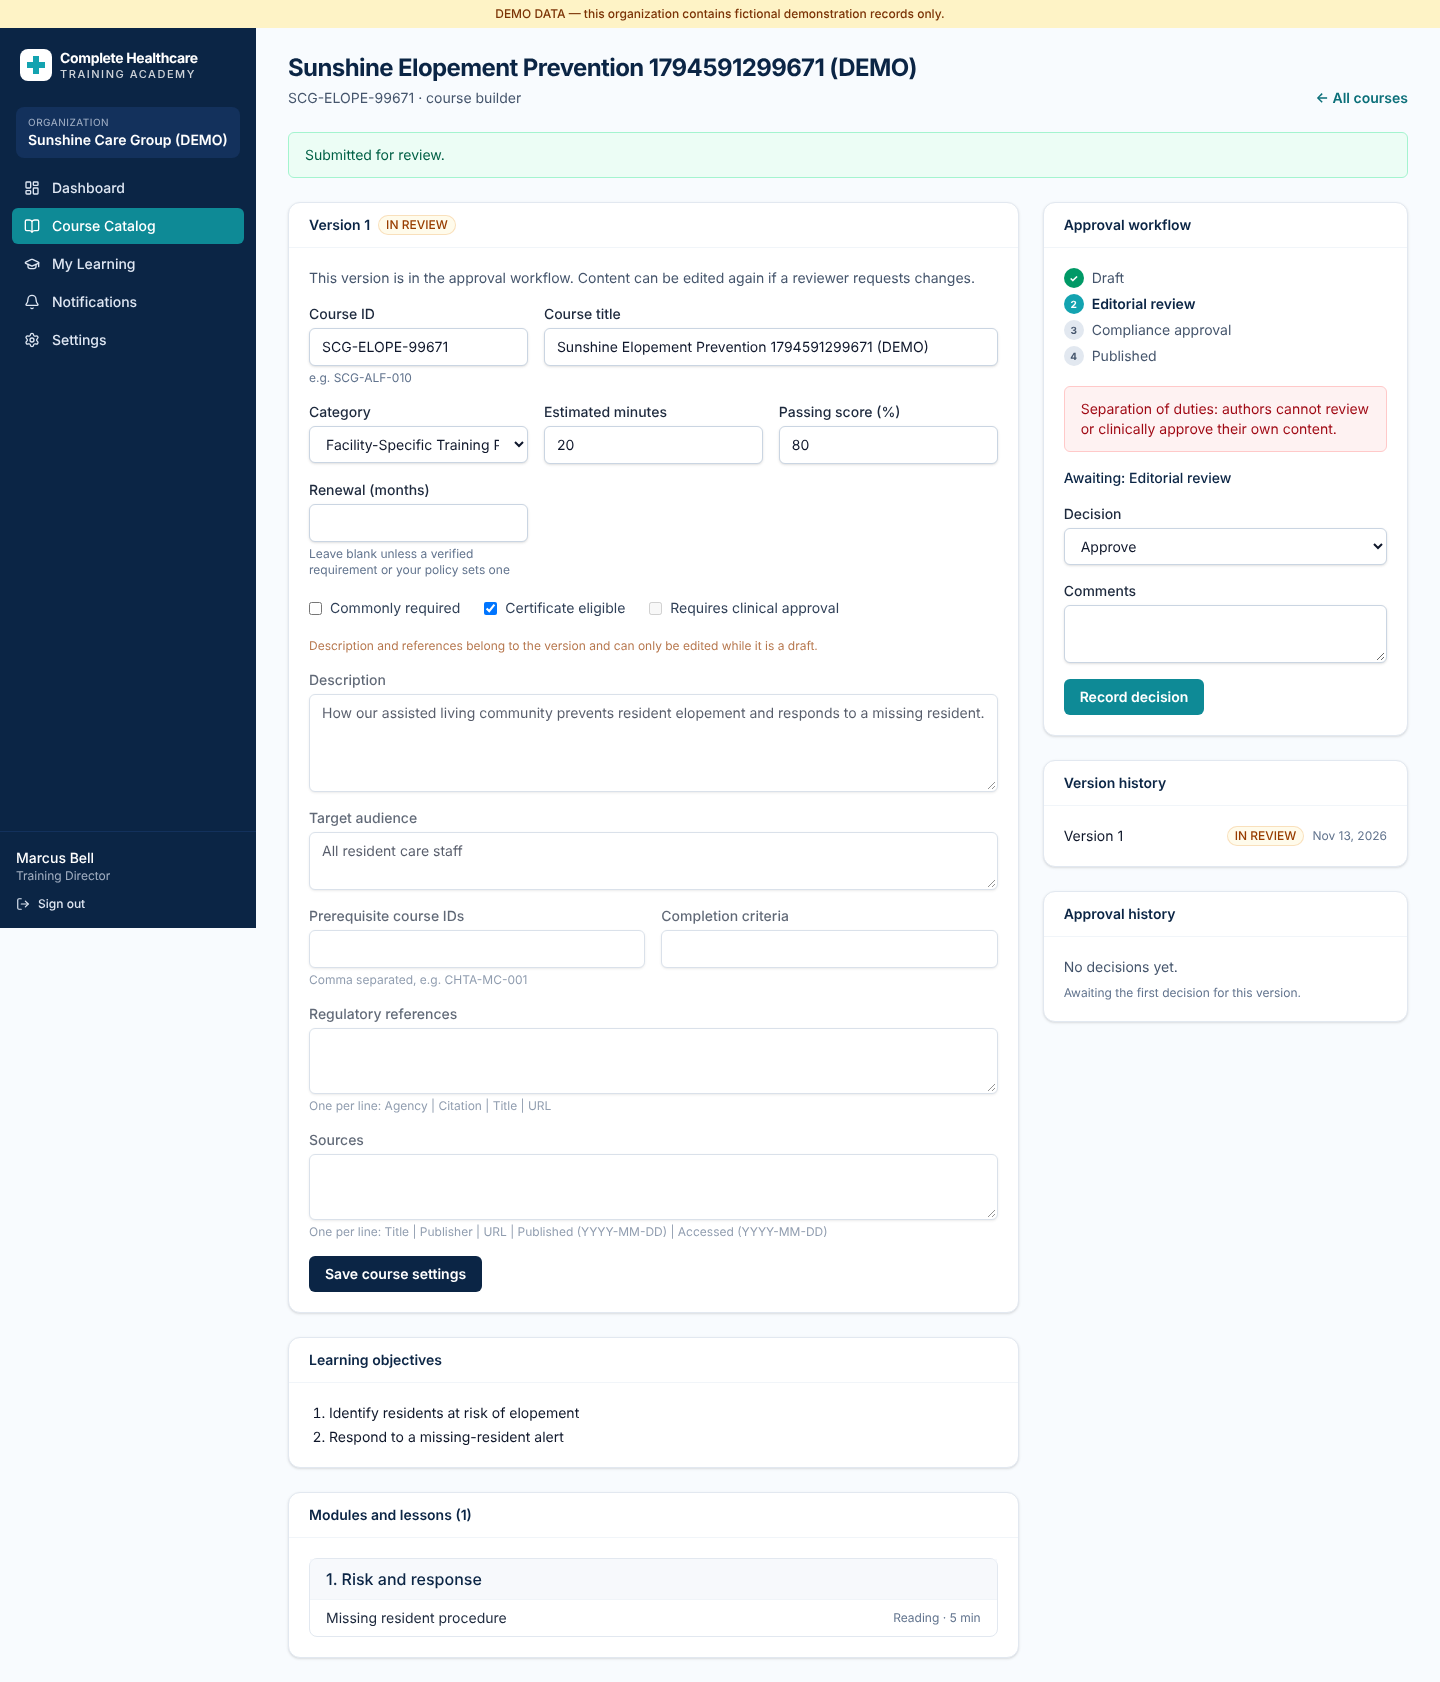 DEMO DATA — this organization contains fictional demonstration records only.
Complete Healthcare
TRAINING ACADEMY
ORGANIZATION
Sunshine Care Group (DEMO)
Dashboard
Course Catalog
My Learning
Notifications
Settings
Marcus Bell
Training Director
Sign out
Sunshine Elopement Prevention 1794591299671 (DEMO)
SCG-ELOPE-99671 · course builder
← All courses
Submitted for review.
Version 1 IN REVIEW
This version is in the approval workflow. Content can be edited again if a reviewer requests changes.
Course ID
SCG-ELOPE-99671
e.g. SCG-ALF-010
Course title
Sunshine Elopement Prevention 1794591299671 (DEMO)
Category
Facility-Specific Training
Estimated minutes
20
Passing score (%)
80
Renewal (months)
Leave blank unless a verified
requirement or your policy sets one
Commonly required
Certificate eligible
Requires clinical approval
Description and references belong to the version and can only be edited while it is a draft.
Description
How our assisted living community prevents resident elopement and responds to a missing resident.
Target audience
All resident care staff
Prerequisite course IDs
Comma separated, e.g. CHTA-MC-001
Completion criteria
Regulatory references
One per line: Agency | Citation | Title | URL
Sources
One per line: Title | Publisher | URL | Published (YYYY-MM-DD) | Accessed (YYYY-MM-DD)
Save course settings
Learning objectives
1. Identify residents at risk of elopement
2. Respond to a missing-resident alert
Modules and lessons (1)
1. Risk and response
Missing resident procedure
Reading · 5 min
Approval workflow
Draft
2 Editorial review
3 Compliance approval
4 Published
Separation of duties: authors cannot review
or clinically approve their own content.
Awaiting: Editorial review
Decision
Approve
Comments
Record decision
Version history
Version 1 IN REVIEW Nov 13, 2026
Approval history
No decisions yet.
Awaiting the first decision for this version.